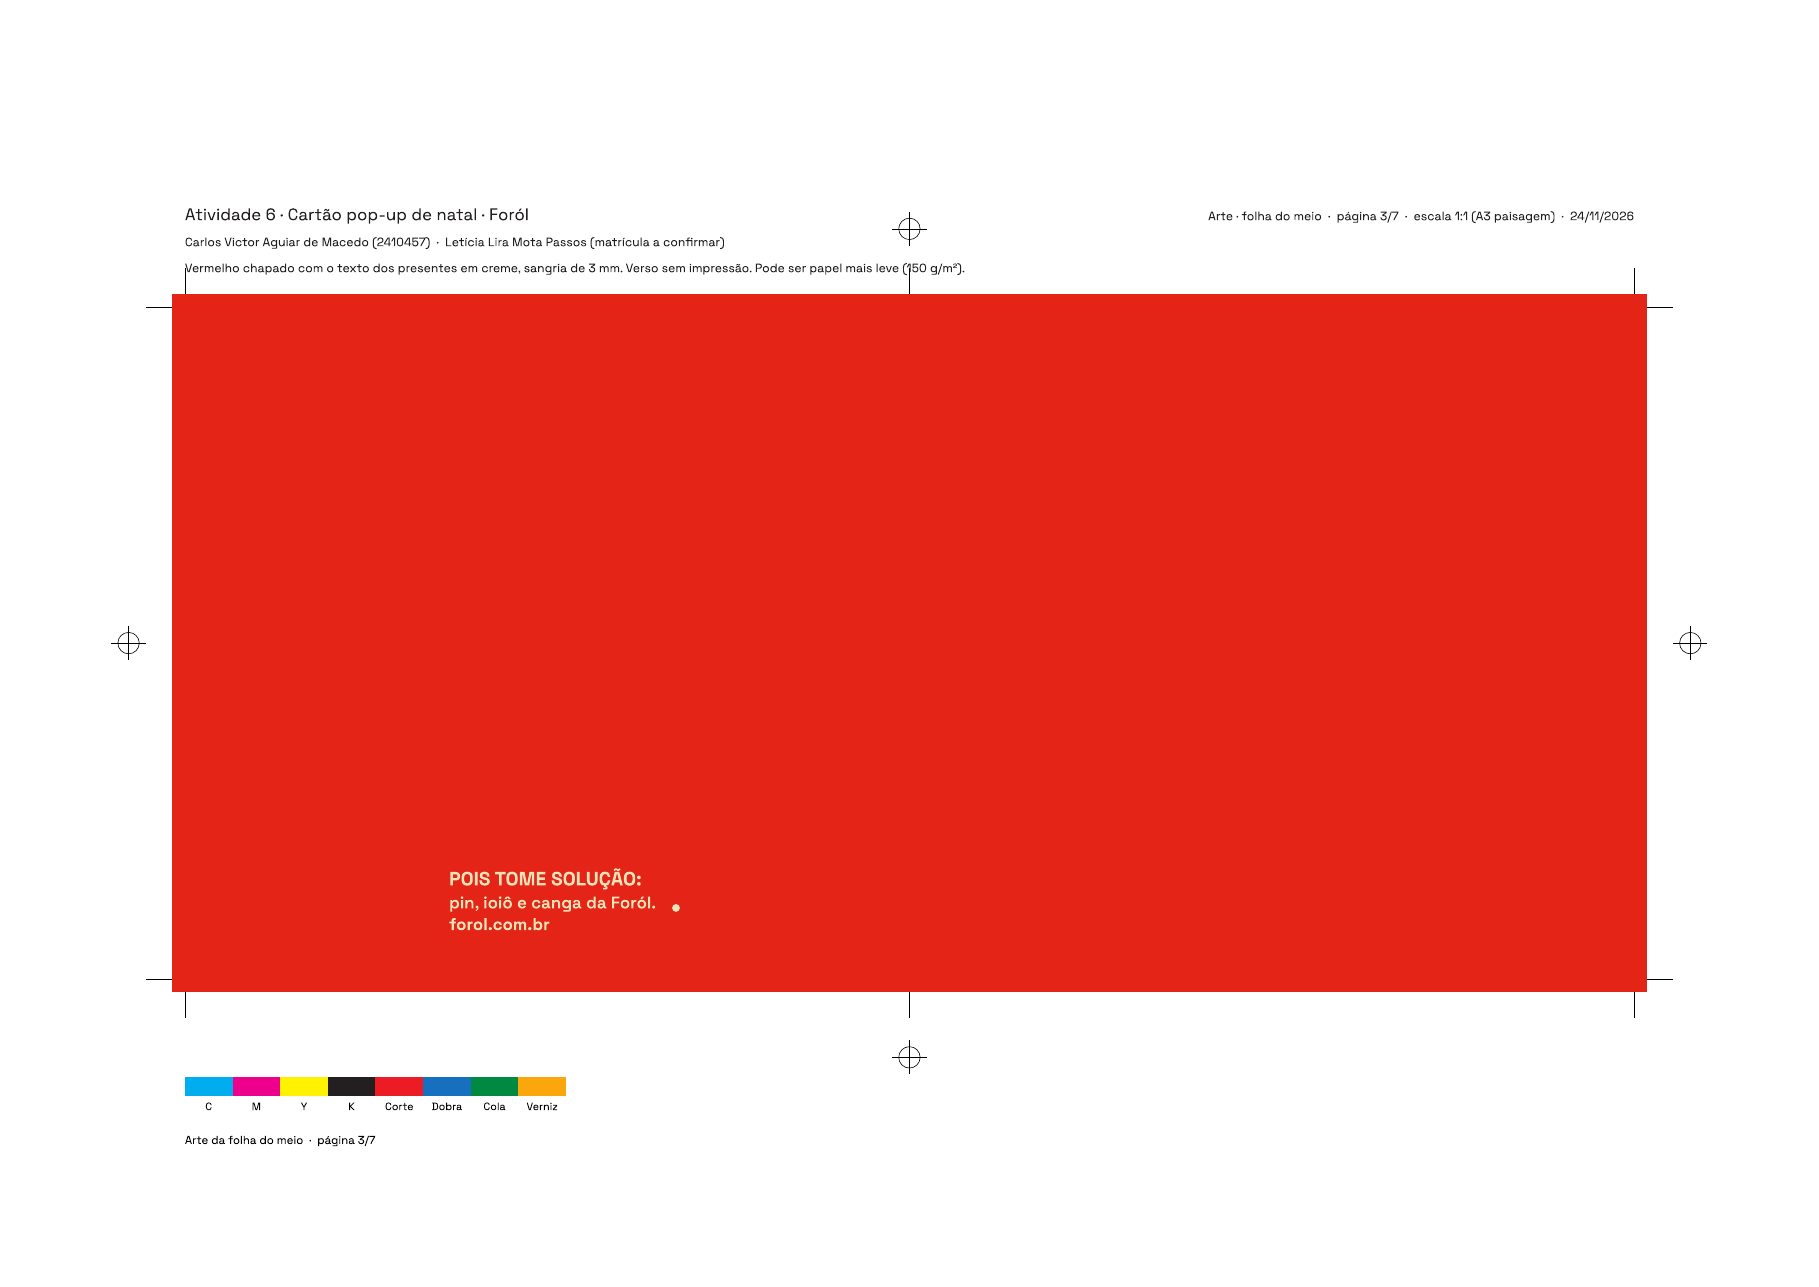 Atividade 6 · Cartão pop-up de natal · Foról
Arte · folha do meio · página 3/7 · escala 1:1 (A3 paisagem) · 24/11/2026
Carlos Victor Aguiar de Macedo (2410457) · Letícia Lira Mota Passos (matrícula a confirmar)
Vermelho chapado com o texto dos presentes em creme, sangria de 3 mm. Verso sem impressão. Pode ser papel mais leve (150 g/m²).
POIS TOME SOLUÇÃO:
pin, ioiô e canga da Foról.
forol.com.br
C M Y K Corte Dobra Cola Verniz
Arte da folha do meio · página 3/7